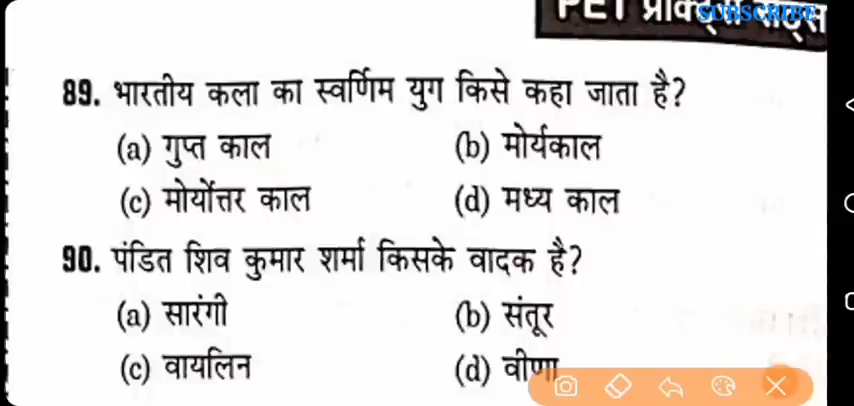 PET प्रैक्टिस सेट्स
SUBSCRIBE
89. भारतीय कला का स्वर्णिम युग किसे कहा जाता है?
(a) गुप्त काल (b) मोर्यकाल
(c) मोर्योत्तर काल (d) मध्य काल
90. पंडित शिव कुमार शर्मा किसके वादक है?
(a) सारंगी (b) संतूर
(c) वायलिन (d) वीणा